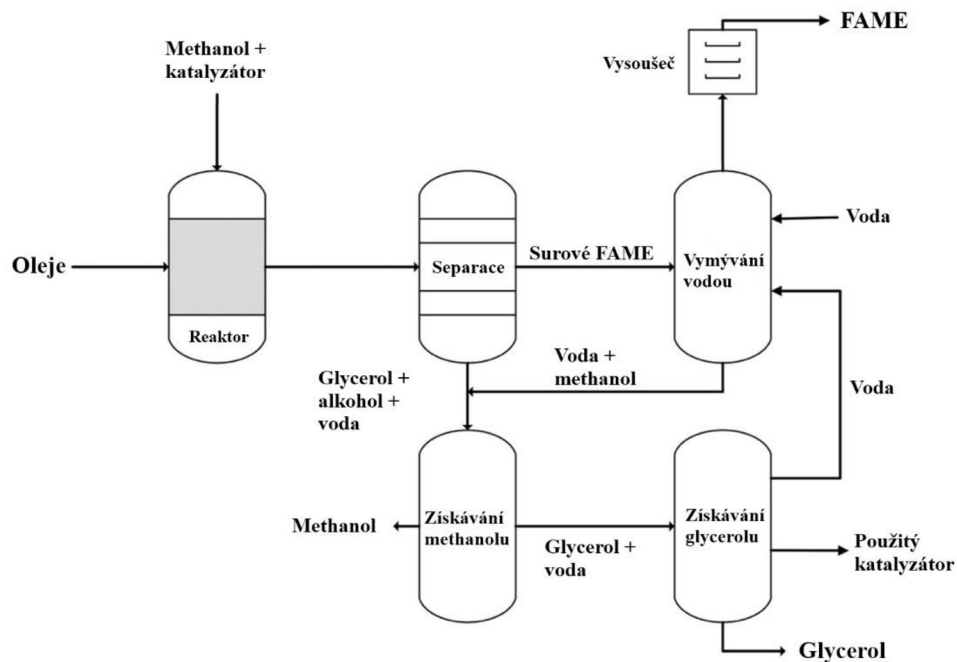 FAME
Methanol +
katalyzátor
Vysoušeč
Voda
Oleje
Separace
Surové FAME
Vymývání
vodou
Reaktor
Voda +
methanol
Glycerol +
alkohol +
voda
Voda
Methanol
Získávání
methanolu
Glycerol +
voda
Získávání
glycerolu
Použitý
katalyzátor
Glycerol